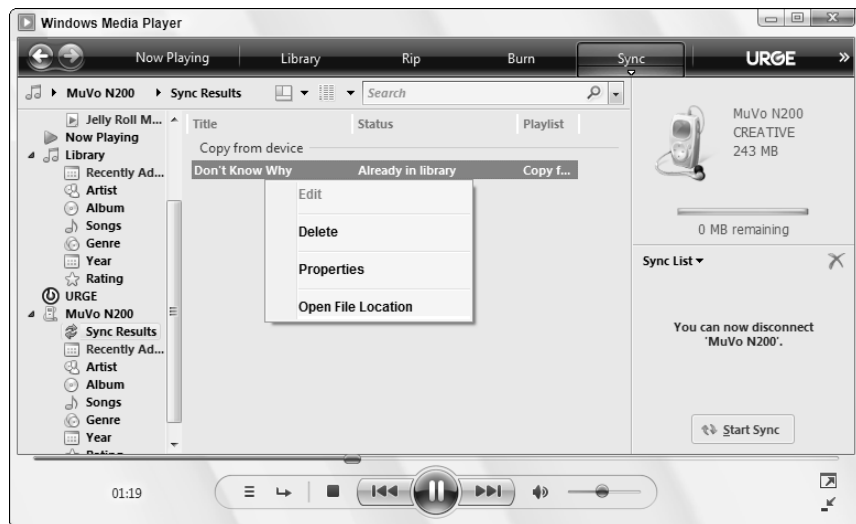 Windows Media Player
Now Playing Library Rip Burn Sync URGE »
MuVo N200 Sync Results Search
Jelly Roll M...
Now Playing
Library
Recently Ad...
Artist
Album
Songs
Genre
Year
Rating
URGE
MuVo N200
Sync Results
Recently Ad...
Artist
Album
Songs
Genre
Year
Title Status Playlist
Copy from device
Don't Know Why Already in library Copy f...
Edit
Delete
Properties
Open File Location
MuVo N200
CREATIVE
243 MB
0 MB remaining
Sync List
You can now disconnect
'MuVo N200'.
Start Sync
01:19